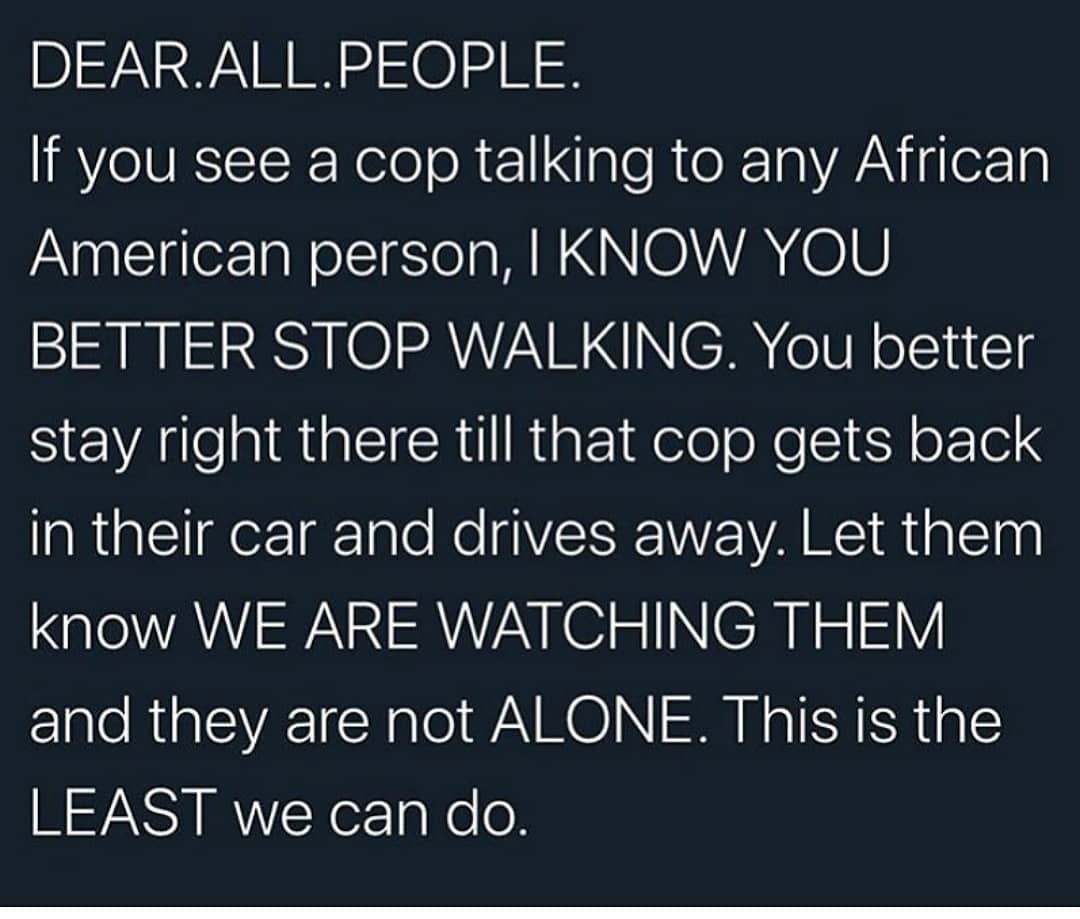 DEAR.ALL.PEOPLE.
If you see a cop talking to any African
American person, I KNOW YOU
BETTER STOP WALKING. You better
stay right there till that cop gets back
in their car and drives away. Let them
know WE ARE WATCHING THEM
and they are not ALONE. This is the
LEAST we can do.